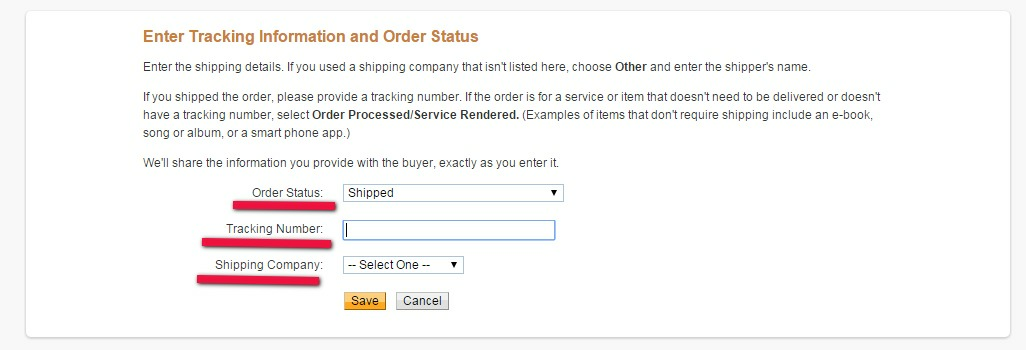 Enter Tracking Information and Order Status
Enter the shipping details. If you used a shipping company that isn't listed here, choose Other and enter the shipper's name.
If you shipped the order, please provide a tracking number. If the order is for a service or item that doesn't need to be delivered or doesn't
have a tracking number, select Order Processed/Service Rendered. (Examples of items that don't require shipping include an e-book,
song or album, or a smart phone app.)
We'll share the information you provide with the buyer, exactly as you enter it.
Order Status: Shipped
Tracking Number:
Shipping Company: -- Select One --
Save Cancel